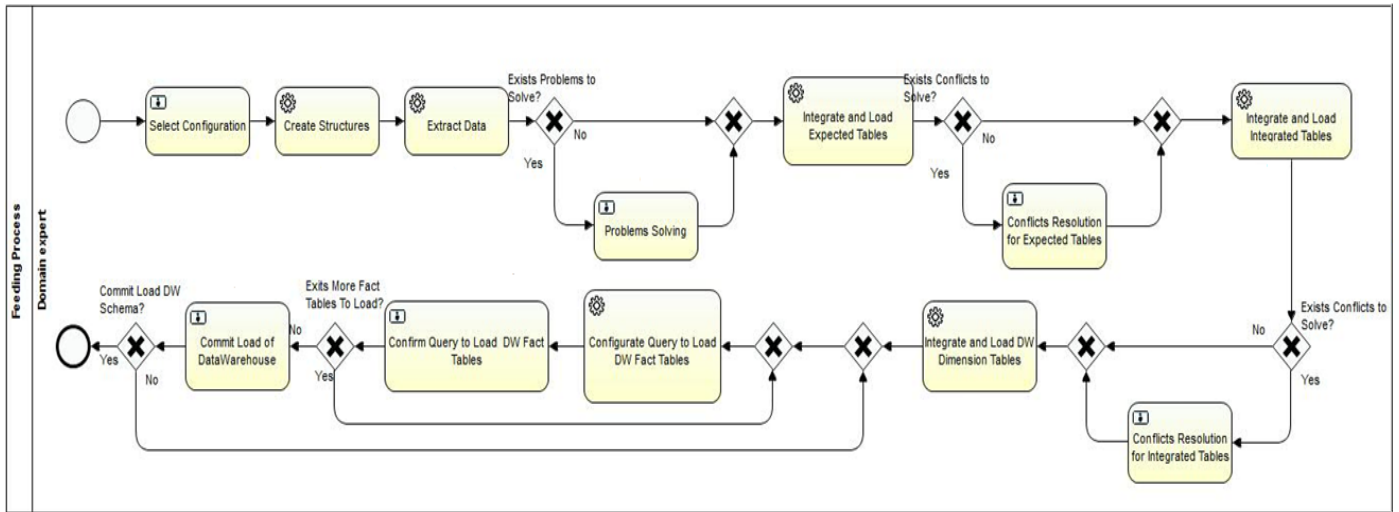 Feeding Process
Domain expert
Select Configuration
Create Structures
Extract Data
Exists Problems to
Solve?
No
Yes
Problems Solving
Integrate and Load
Expected Tables
Exists Conflicts to
Solve?
No
Yes
Conflicts Resolution
for Expected Tables
Integrate and Load
Integrated Tables
Exists Conflicts to
Solve?
No
Yes
Conflicts Resolution
for Integrated Tables
Integrate and Load DW
Dimension Tables
Configurate Query to Load
DW Fact Tables
Confirm Query to Load DW Fact
Tables
Exits More Fact
Tables To Load?
No
Yes
Commit Load of
DataWarehouse
Commit Load DW
Schema?
Yes
No